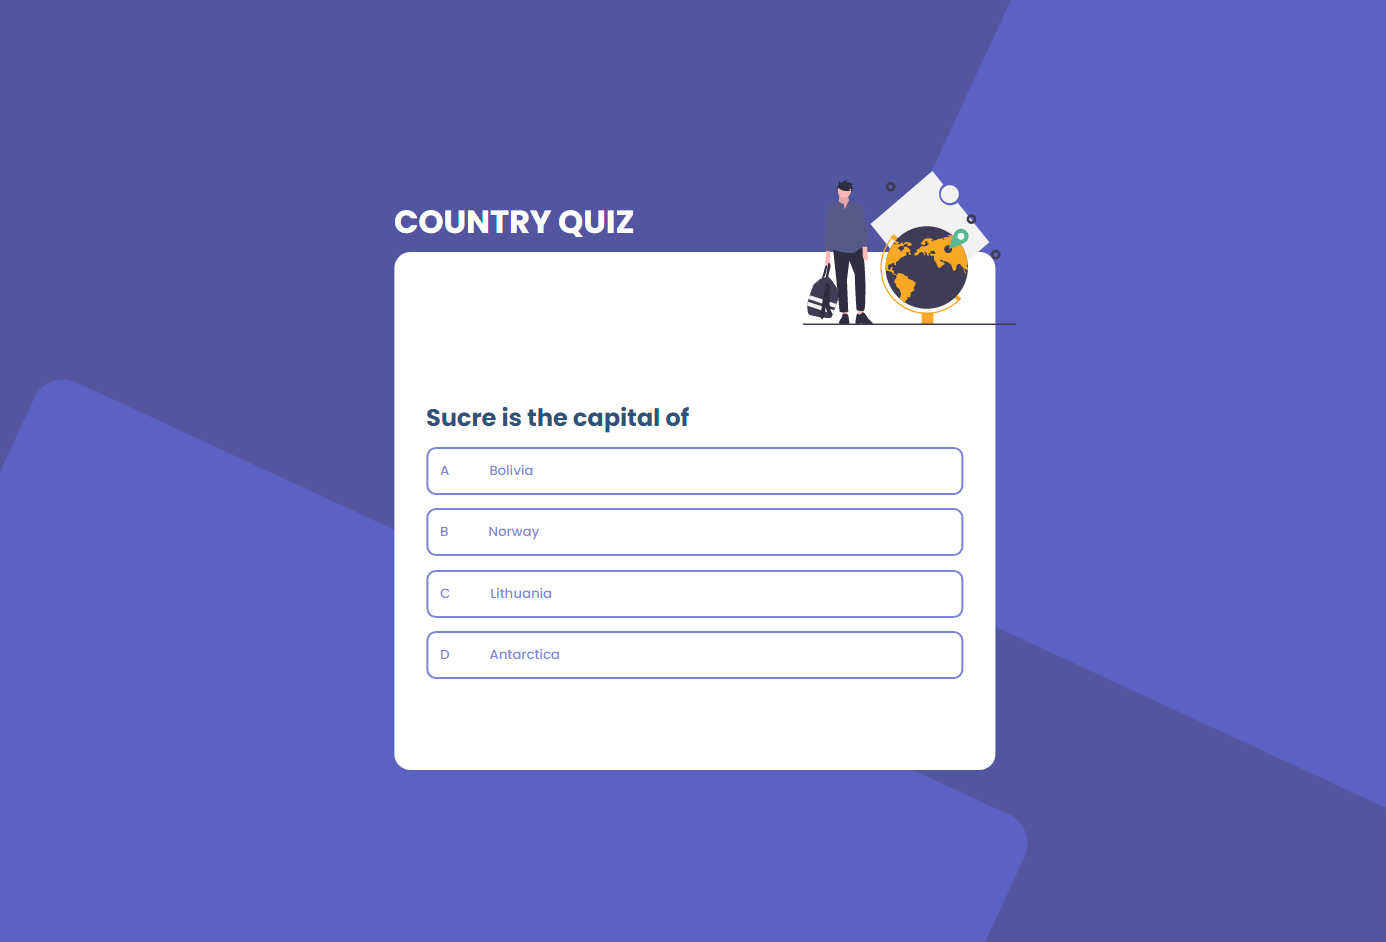 COUNTRY QUIZ
Sucre is the capital of
A Bolivia
B Norway
C Lithuania
D Antarctica